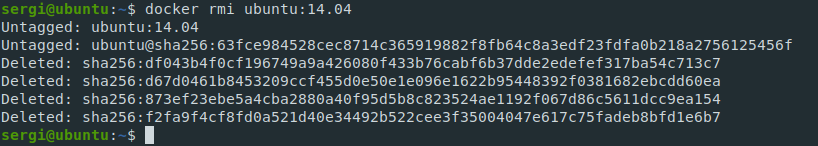 sergi@ubuntu:~$ docker rmi ubuntu:14.04
Untagged: ubuntu:14.04
Untagged: ubuntu@sha256:63fce984528cec8714c365919882f8fb64c8a3edf23fdfa0b218a2756125456f
Deleted: sha256:df043b4f0cf196749a9a426080f433b76cabf6b37dde2edefef317ba54c713c7
Deleted: sha256:d67d0461b8453209ccf455d0e50e1e096e1622b95448392f0381682ebcdd60ea
Deleted: sha256:873ef23ebe5a4cba2880a40f95d5b8c823524ae1192f067d86c5611dcc9ea154
Deleted: sha256:f2fa9f4cf8fd0a521d40e34492b522cee3f35004047e617c75fadeb8bfd1e6b7
sergi@ubuntu:~$